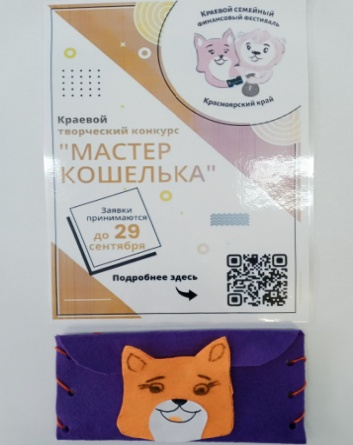 КРАЕВОЙ СЕМЕЙНЫЙ
ФИНАНСОВЫЙ ФЕСТИВАЛЬ
Красноярский край
Краевой
творческий конкурс
"МАСТЕР
КОШЕЛЬКА"
Заявки
принимаются
до 29
сентября
Подробнее здесь